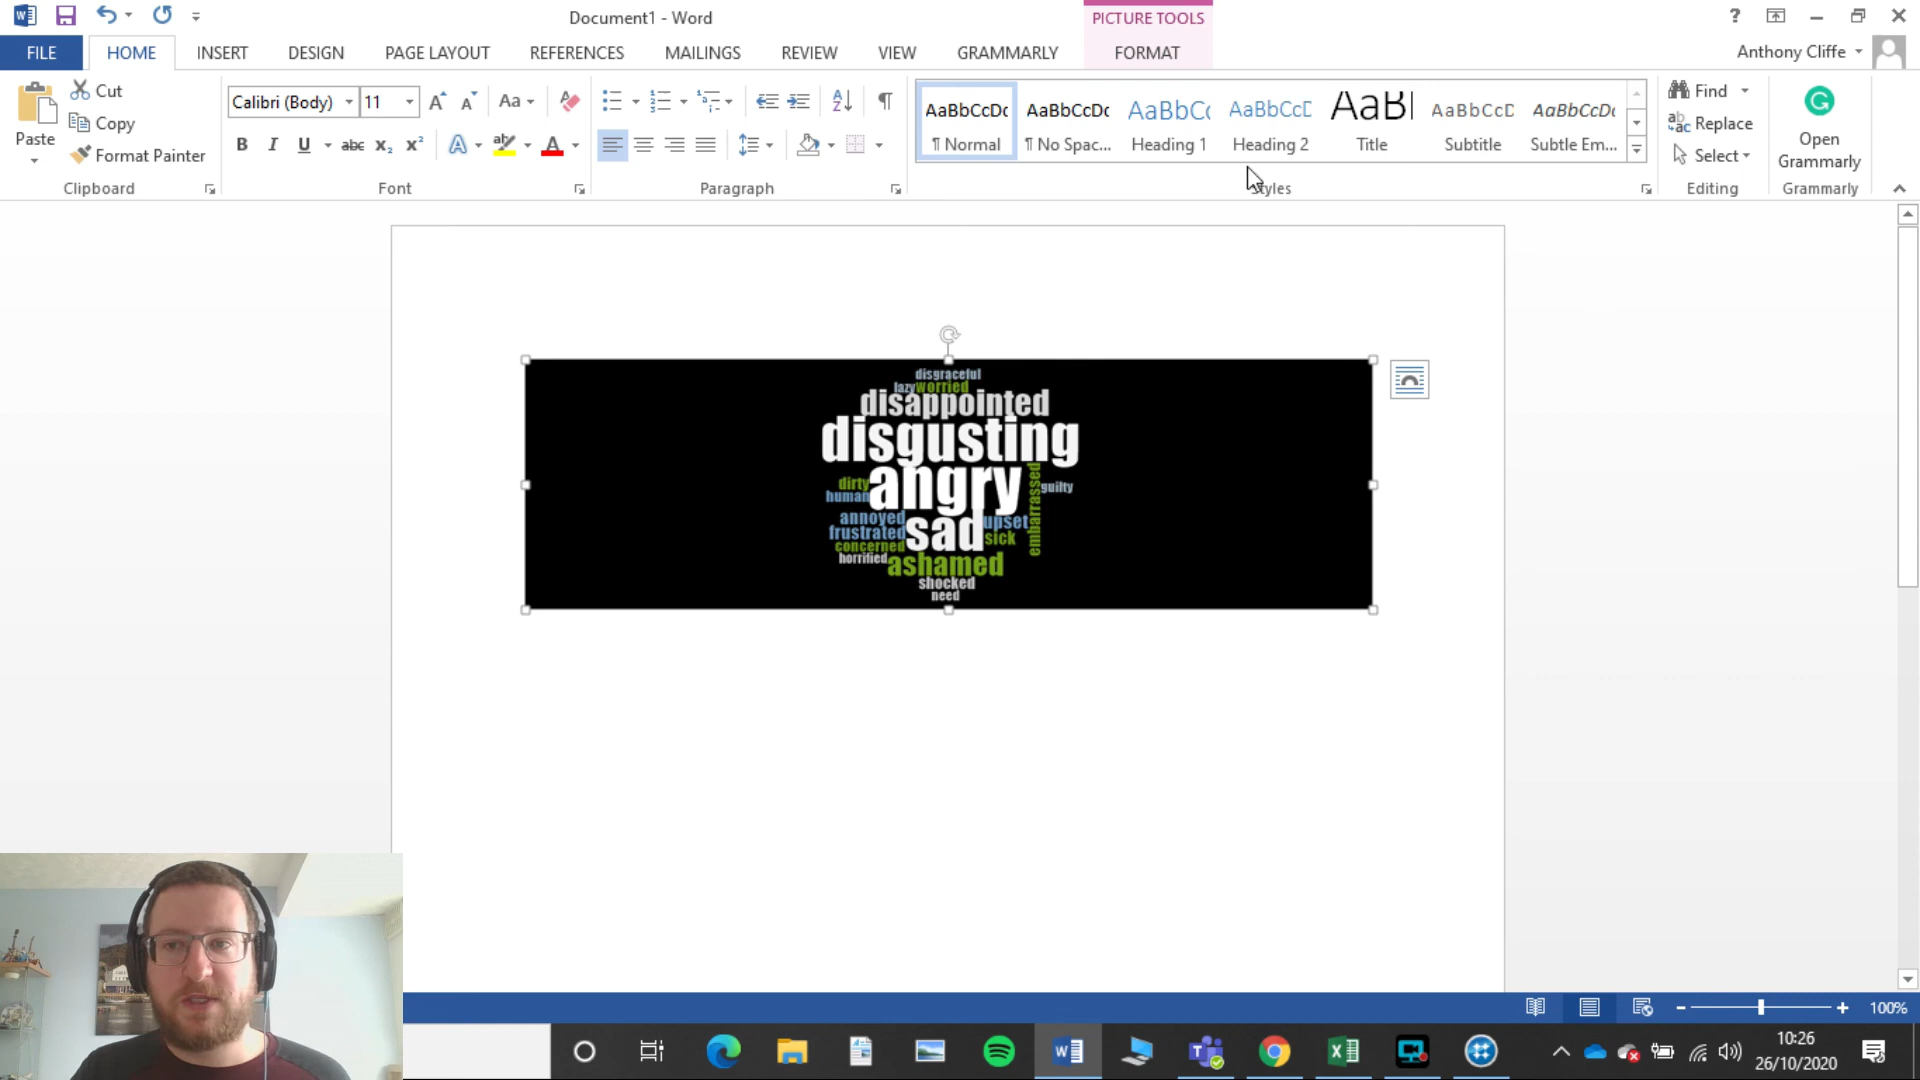 Document1 - Word
PICTURE TOOLS
?
FILE
HOME
INSERT
DESIGN
PAGE LAYOUT
REFERENCES
MAILINGS
REVIEW
VIEW
GRAMMARLY
FORMAT
Anthony Cliffe
Paste
Cut
Copy
Format Painter
Clipboard
Calibri (Body)
11
Font
Paragraph
AaBbCcDc
¶ Normal
AaBbCcDc
¶ No Spac...
AaBbCc
Heading 1
AaBbCcD
Heading 2
AaBl
Title
AaBbCcD
Subtitle
AaBbCcDc
Subtle Em...
Styles
Find
Replace
Select
Editing
Open
Grammarly
Grammarly
disgraceful
lazy worried
disappointed
disgusting
angry
dirty
human
guilty
embarrassed
annoyed
frustrated
sad
upset
sick
concerned
horrified
ashamed
shocked
need
100%
10:26
26/10/2020